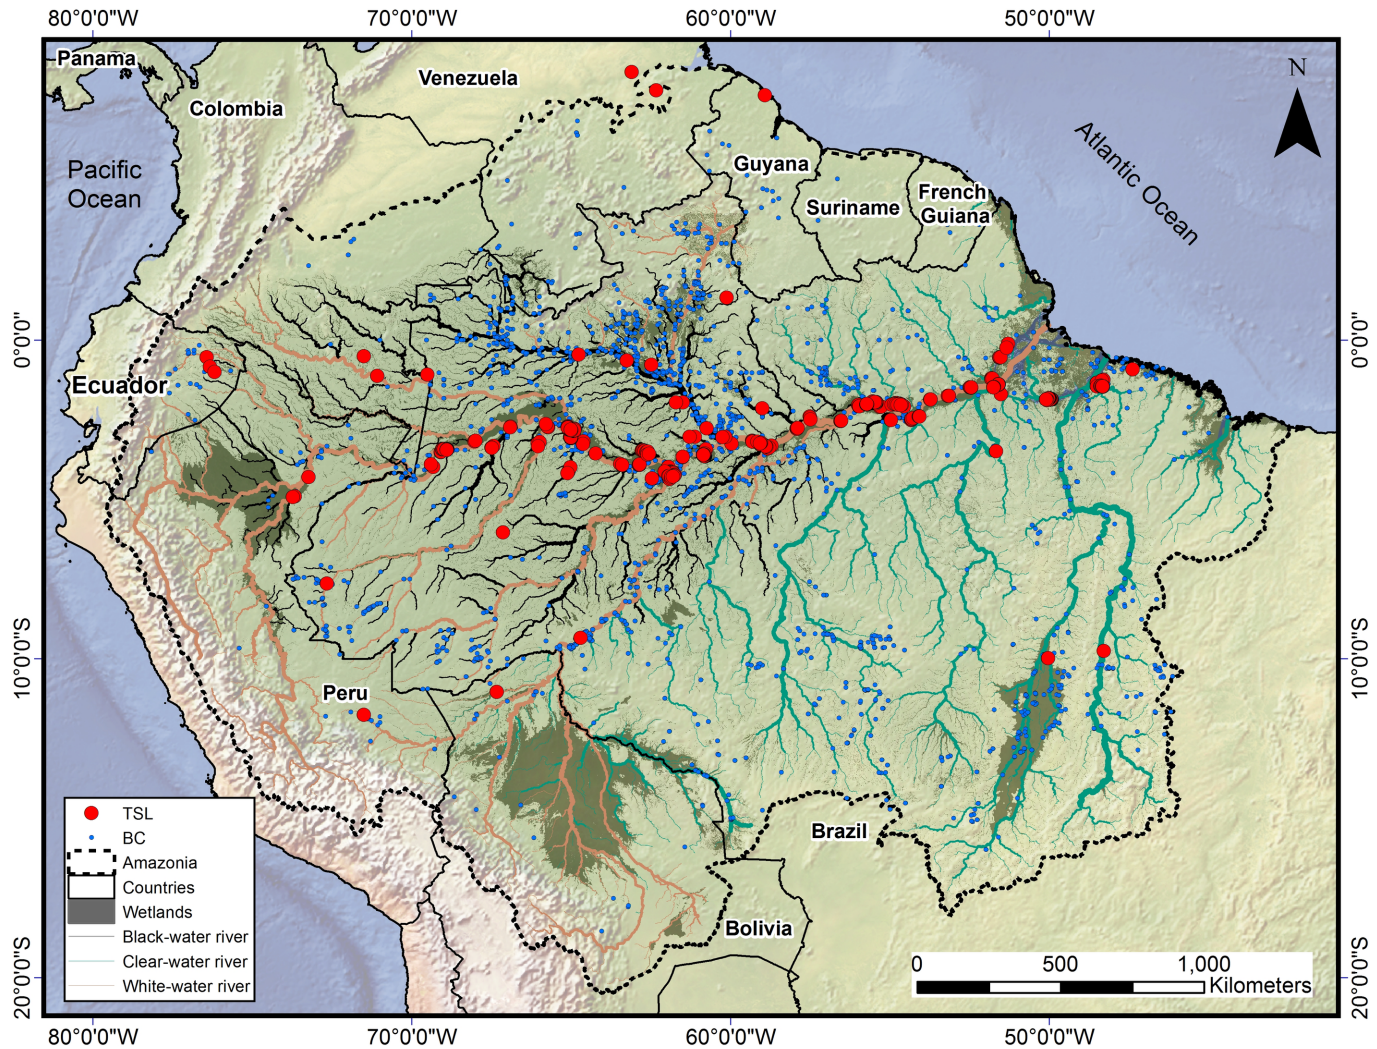 80°0'0"W
70°0'0"W
60°0'0"W
50°0'0"W
Panama
Venezuela
Colombia
N
Pacific
Ocean
Atlantic Ocean
Guyana
French
Guiana
Suriname
0°0'0"
0°0'0"
Ecuador
10°0'0"S
10°0'0"S
Peru
TSL
BC
Amazonia
Countries
Wetlands
Black-water river
Clear-water river
White-water river
Brazil
Bolivia
0
500
1,000
Kilometers
20°0'0"S
20°0'0"S
80°0'0"W
70°0'0"W
60°0'0"W
50°0'0"W